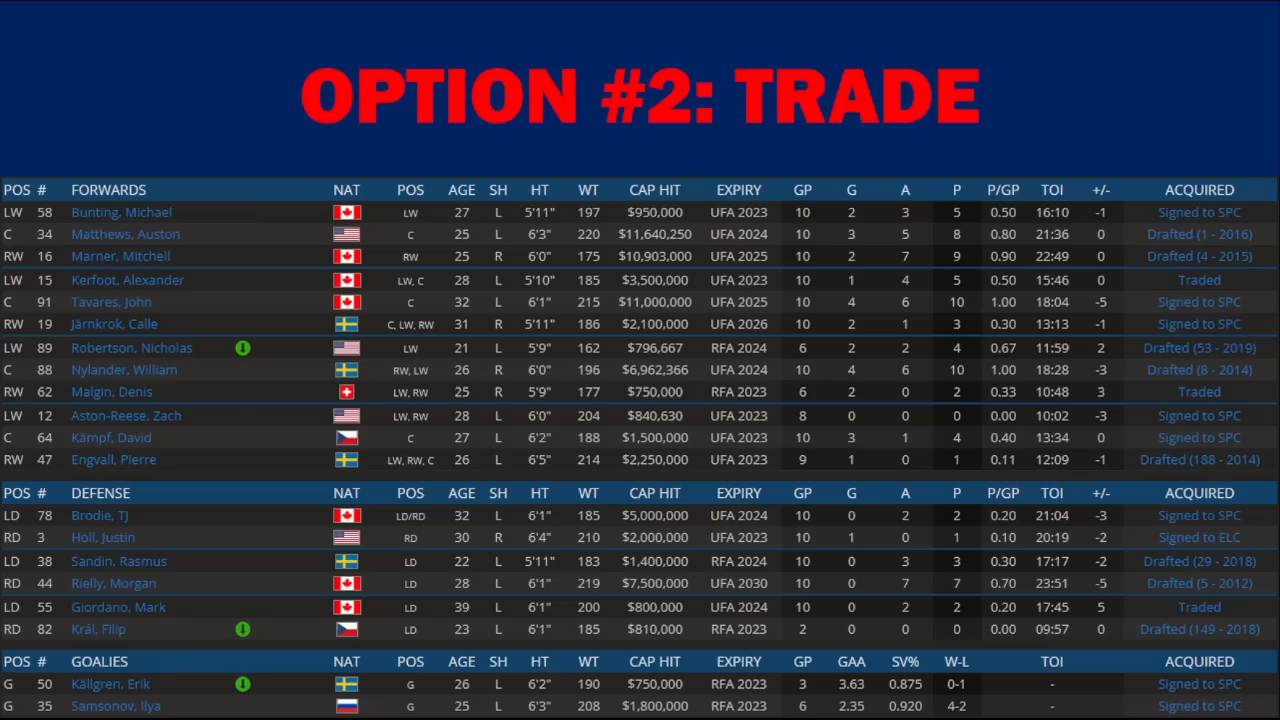 OPTION #2: TRADE
POS # FORWARDS NAT POS AGE SH HT WT CAP HIT EXPIRY GP G A P P/GP TOI +/- ACQUIRED
LW 58 Bunting, Michael LW 27 L 5'11" 197 $950,000 UFA 2023 10 2 3 5 0.50 16:10 -1 Signed to SPC
C 34 Matthews, Auston C 25 L 6'3" 220 $11,640,250 UFA 2024 10 3 5 8 0.80 21:36 0 Drafted (1 - 2016)
RW 16 Marner, Mitchell RW 25 R 6'0" 175 $10,903,000 UFA 2025 10 2 7 9 0.90 22:49 0 Drafted (4 - 2015)
LW 15 Kerfoot, Alexander LW, C 28 L 5'10" 185 $3,500,000 UFA 2023 10 1 4 5 0.50 15:46 0 Traded
C 91 Tavares, John C 32 L 6'1" 215 $11,000,000 UFA 2025 10 4 6 10 1.00 18:04 -5 Signed to SPC
RW 19 Järnkrok, Calle C, LW, RW 31 R 5'11" 186 $2,100,000 UFA 2026 10 2 1 3 0.30 13:13 -1 Signed to SPC
LW 89 Robertson, Nicholas LW 21 L 5'9" 162 $796,667 RFA 2024 6 2 2 4 0.67 11:59 2 Drafted (53 - 2019)
C 88 Nylander, William RW, LW 26 R 6'0" 196 $6,962,366 UFA 2024 10 4 6 10 1.00 18:28 -3 Drafted (8 - 2014)
RW 62 Malgin, Denis LW, RW 25 R 5'9" 177 $750,000 RFA 2023 6 2 0 2 0.33 10:48 3 Traded
LW 12 Aston-Reese, Zach LW, RW 28 L 6'0" 204 $840,630 UFA 2023 8 0 0 0 0.00 10:02 -3 Signed to SPC
C 64 Kämpf, David C 27 L 6'2" 188 $1,500,000 UFA 2023 10 3 1 4 0.40 13:34 0 Signed to SPC
RW 47 Engvall, Pierre LW, RW, C 26 L 6'5" 214 $2,250,000 UFA 2023 9 1 0 1 0.11 12:09 -1 Drafted (188 - 2014)
POS # DEFENSE NAT POS AGE SH HT WT CAP HIT EXPIRY GP G A P P/GP TOI +/- ACQUIRED
LD 78 Brodie, TJ LD/RD 32 L 6'1" 185 $5,000,000 UFA 2024 10 0 2 2 0.20 21:04 -3 Signed to SPC
RD 3 Holl, Justin RD 30 R 6'4" 210 $2,000,000 UFA 2023 10 1 0 1 0.10 20:19 -2 Signed to ELC
LD 38 Sandin, Rasmus LD 22 L 5'11" 183 $1,400,000 RFA 2024 10 0 3 3 0.30 17:17 -2 Drafted (29 - 2018)
RD 44 Rielly, Morgan LD 28 L 6'1" 219 $7,500,000 UFA 2030 10 0 7 7 0.70 23:51 -5 Drafted (5 - 2012)
LD 55 Giordano, Mark LD 39 L 6'1" 200 $800,000 UFA 2024 10 0 2 2 0.20 17:45 5 Traded
RD 82 Král, Filip LD 23 L 6'1" 185 $810,000 RFA 2023 2 0 0 0 0.00 09:57 0 Drafted (149 - 2018)
POS # GOALIES NAT POS AGE SH HT WT CAP HIT EXPIRY GP GAA SV% W-L TOI ACQUIRED
G 50 Källgren, Erik G 26 L 6'2" 190 $750,000 RFA 2023 3 3.63 0.875 0-1 - Signed to SPC
G 35 Samsonov, Ilya G 25 L 6'3" 208 $1,800,000 RFA 2023 6 2.35 0.920 4-2 - Signed to SPC